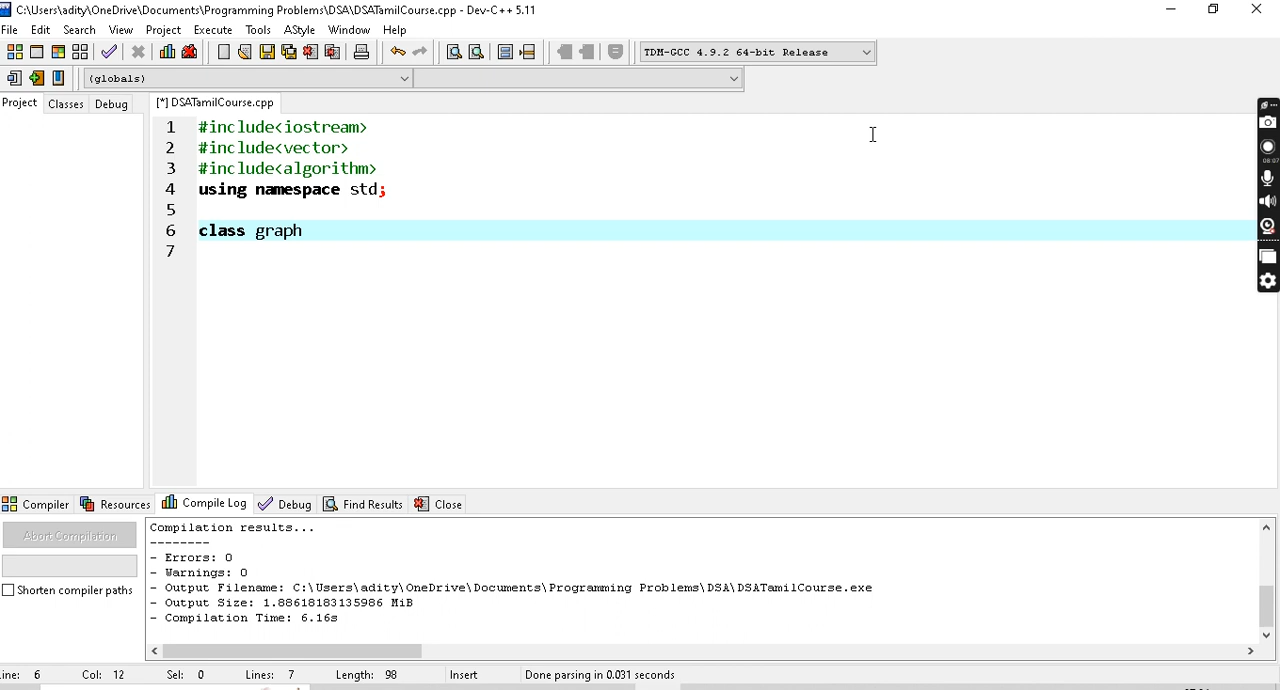 C:\Users\adity\OneDrive\Documents\Programming Problems\DSA\DSATamilCourse.cpp - Dev-C++ 5.11
File Edit Search View Project Execute Tools AStyle Window Help
TDM-GCC 4.9.2 64-bit Release
(globals)
Project Classes Debug [*] DSATamilCourse.cpp
1 #include<iostream>
2 #include<vector>
3 #include<algorithm>
4 using namespace std;
5
6 class graph
7
08:07
Compiler Resources Compile Log Debug Find Results Close
Abort Compilation
Shorten compiler paths
Compilation results...
--------
- Errors: 0
- Warnings: 0
- Output Filename: C:\Users\adity\OneDrive\Documents\Programming Problems\DSA\DSATamilCourse.exe
- Output Size: 1.88618183135986 MiB
- Compilation Time: 6.16s
Line: 6 Col: 12 Sel: 0 Lines: 7 Length: 98 Insert Done parsing in 0.031 seconds